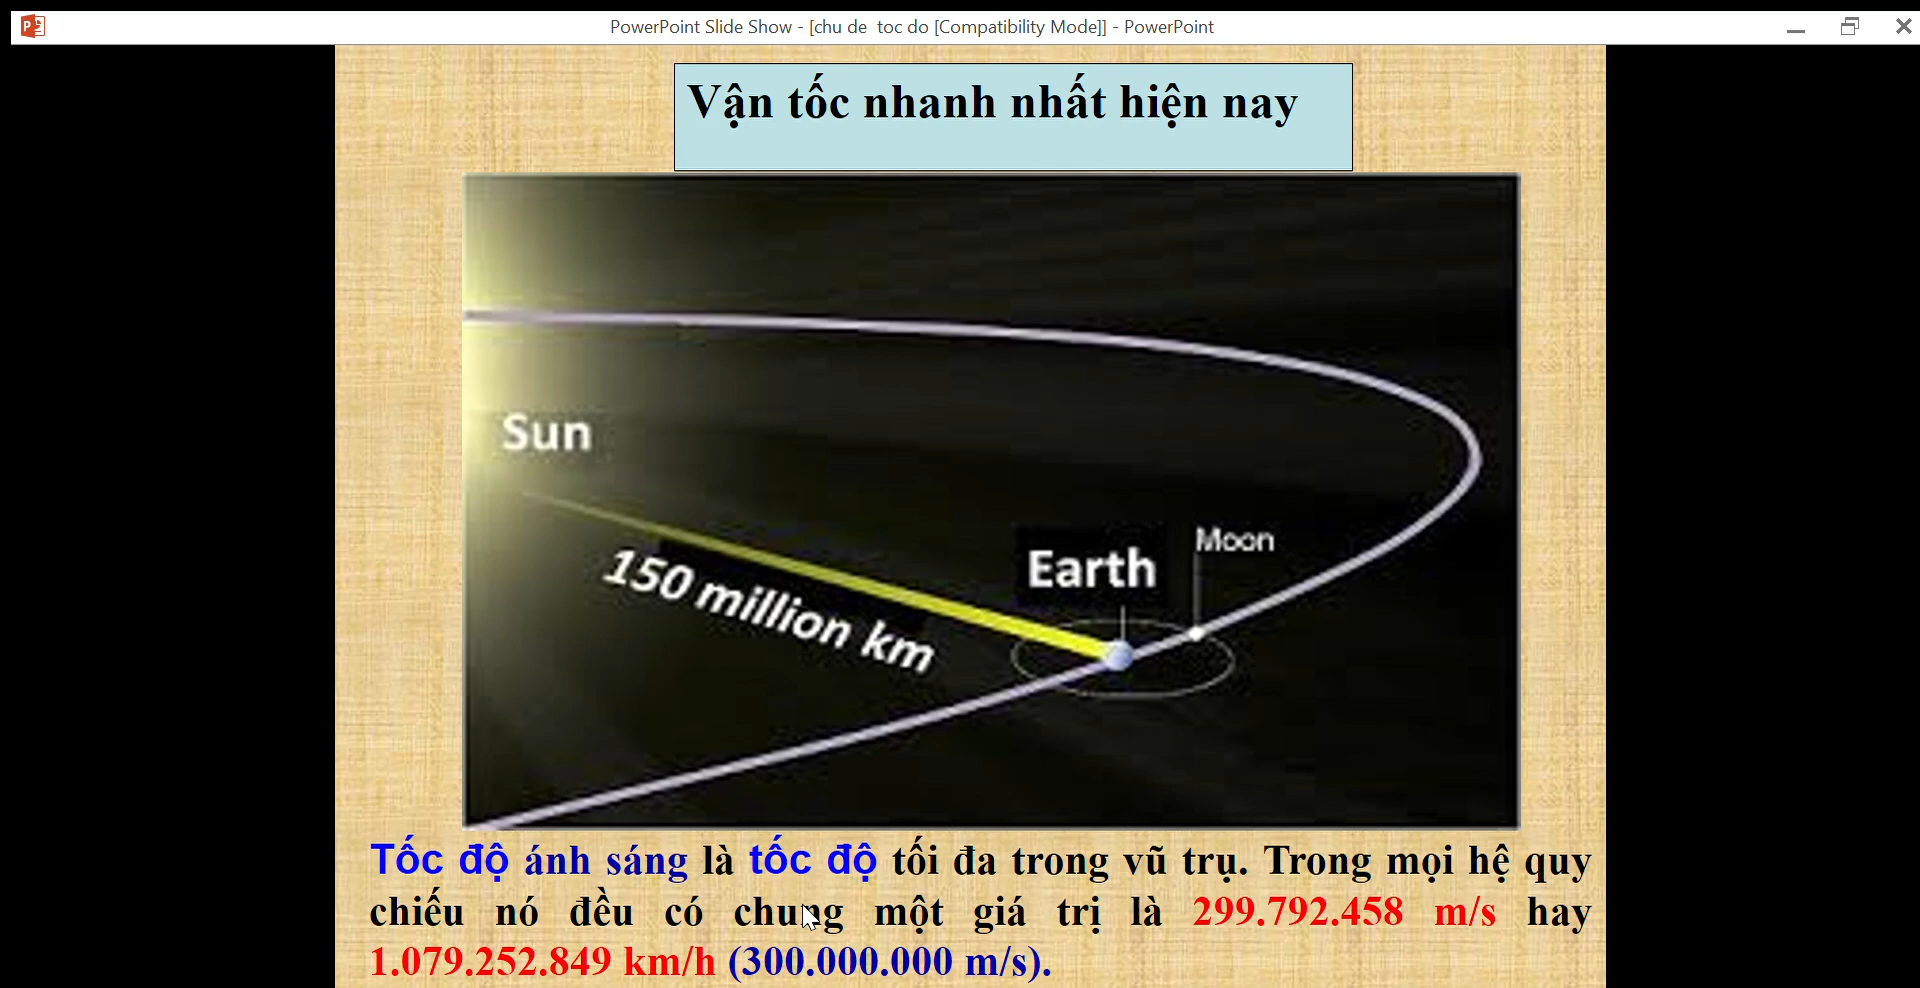 PowerPoint Slide Show - [chu de  toc do [Compatibility Mode]] - PowerPoint
Vận tốc nhanh nhất hiện nay
Sun
Moon
Earth
150 million km
Tốc độ ánh sáng là tốc độ tối đa trong vũ trụ. Trong mọi hệ quy
chiếu nó đều có chung một giá trị là 299.792.458 m/s hay
1.079.252.849 km/h (300.000.000 m/s).